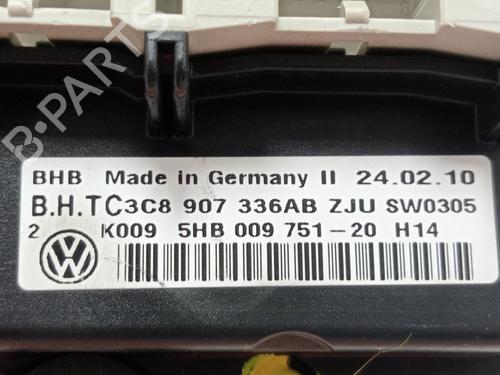 BHB Made in Germany II 24.02.10
B.H.TC3C8 907 336AB ZJU SW0305
2 K009 5HB 009 751-20 H14
B-PARTS